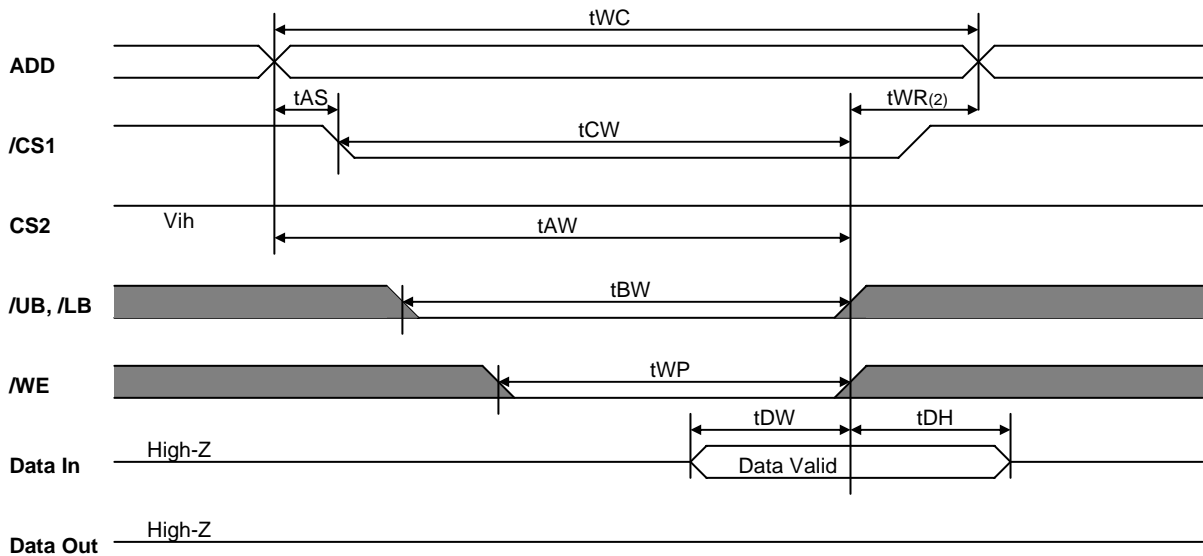 tWC
ADD
tAS
tWR(2)
/CS1
tCW
CS2
Vih
tAW
/UB, /LB
tBW
/WE
tWP
tDW
tDH
Data In
High-Z
Data Valid
Data Out
High-Z